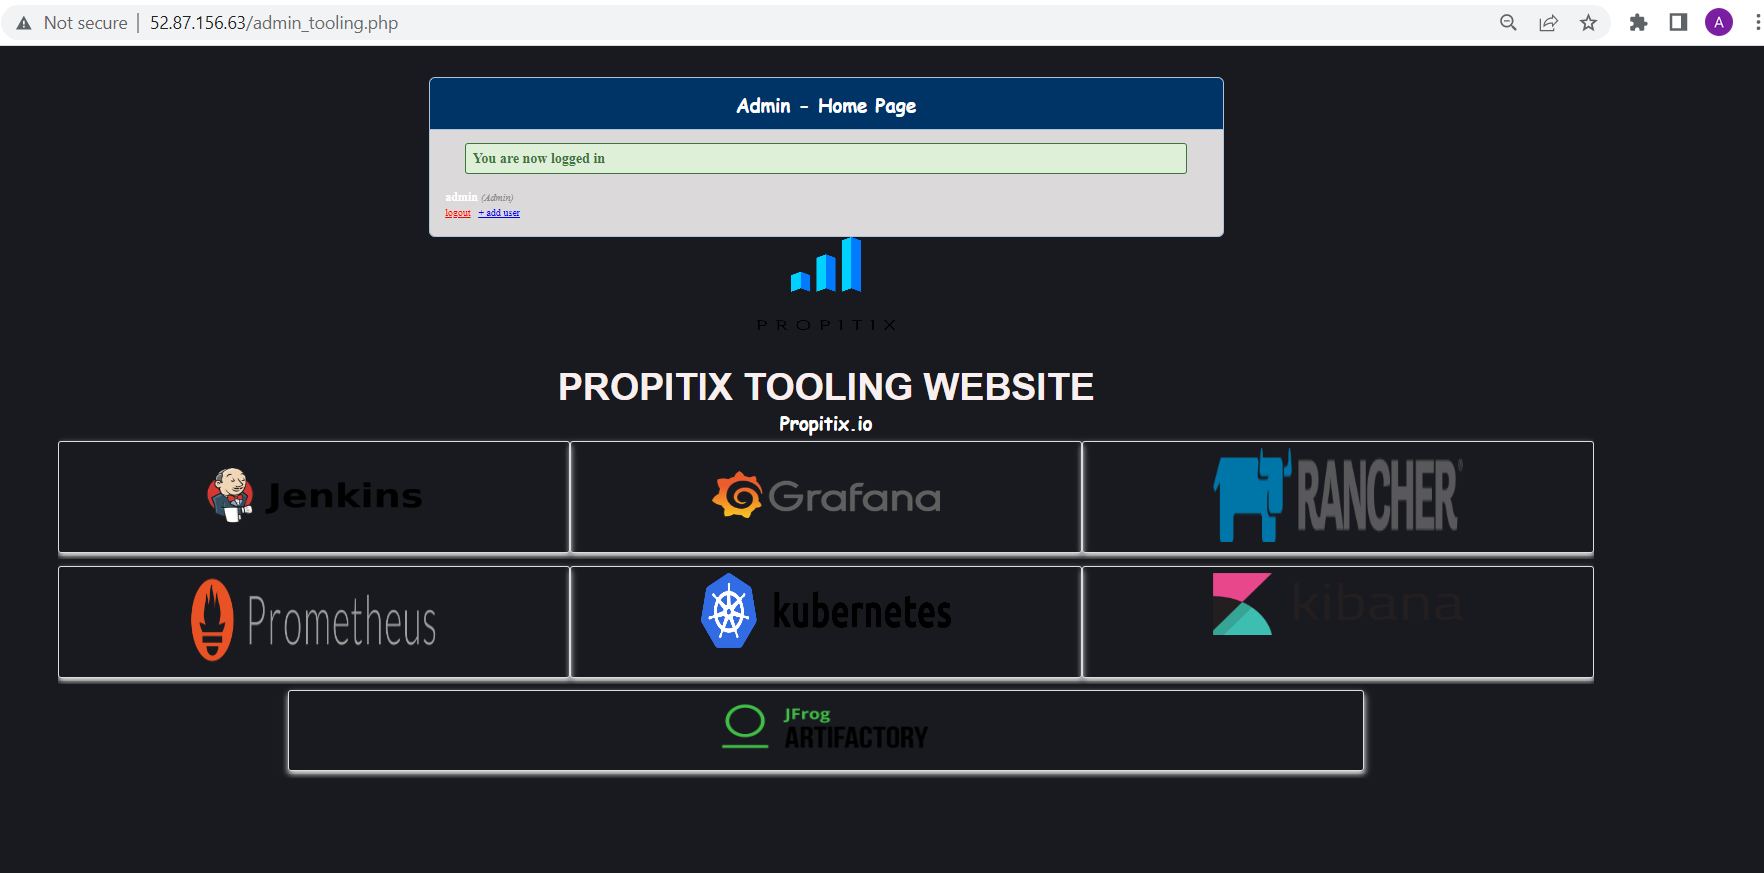 Not secure | 52.87.156.63/admin_tooling.php
A
Admin - Home Page
You are now logged in
admin (Admin)
logout + add user
PROPITIX
PROPITIX TOOLING WEBSITE
Propitix.io
Jenkins
Grafana
RANCHER®
Prometheus
kubernetes
kibana
JFrog
ARTIFACTORY